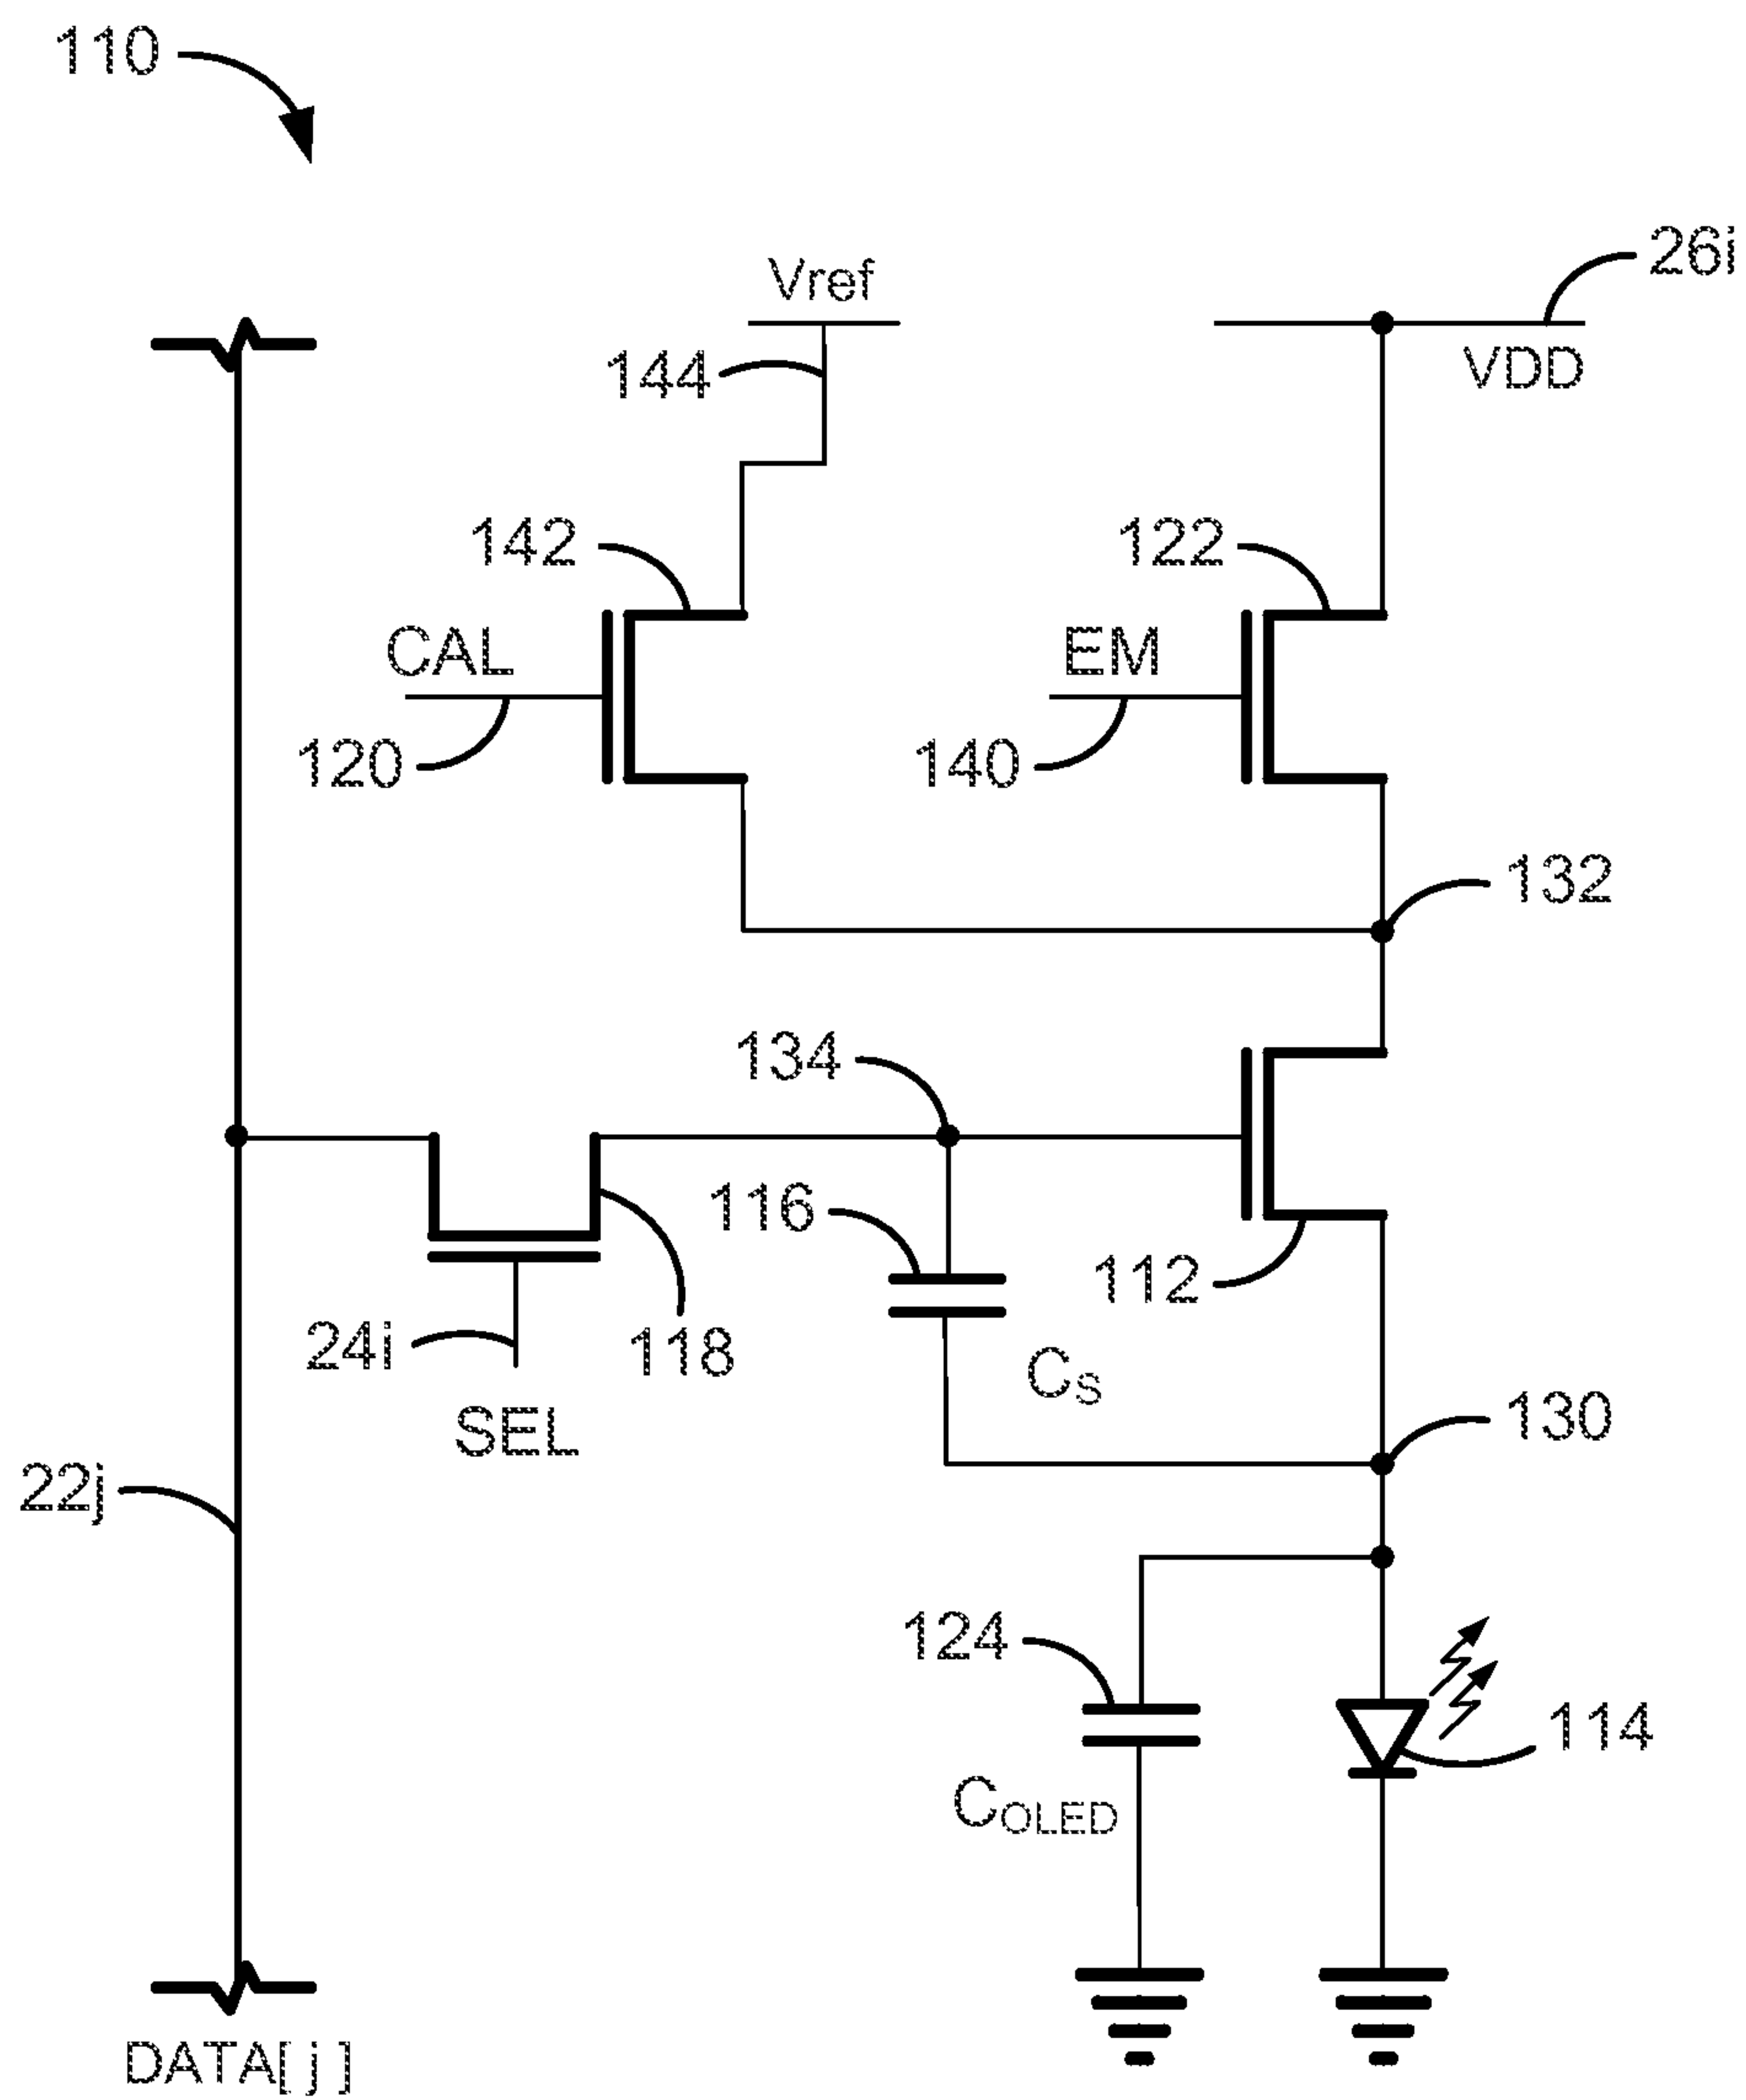 110
26i
Vref
VDD
144
142
122
CAL
EM
120
140
132
134
116
112
24i
118
CS
SEL
130
22j
124
114
COLED
DATA[ j ]